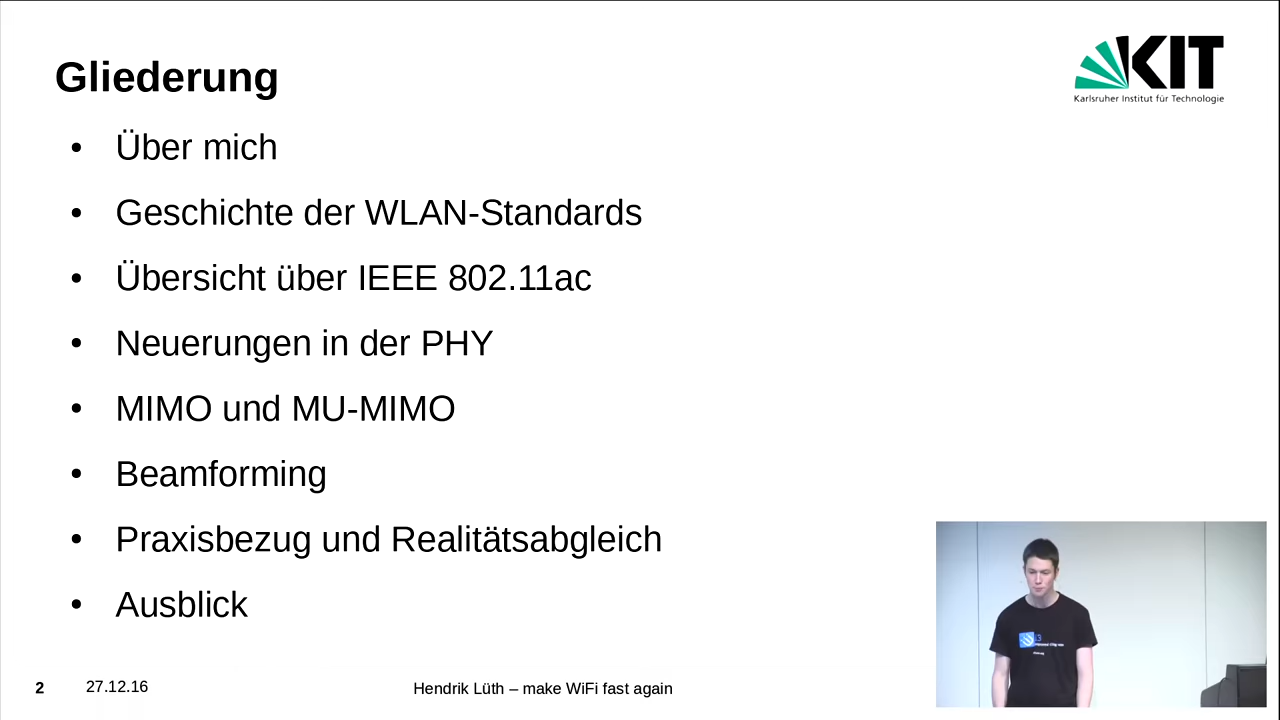 Gliederung
KIT
Karlsruher Institut für Technologie
• Über mich
• Geschichte der WLAN-Standards
• Übersicht über IEEE 802.11ac
• Neuerungen in der PHY
• MIMO und MU-MIMO
• Beamforming
• Praxisbezug und Realitätsabgleich
• Ausblick
2 27.12.16 Hendrik Lüth – make WiFi fast again